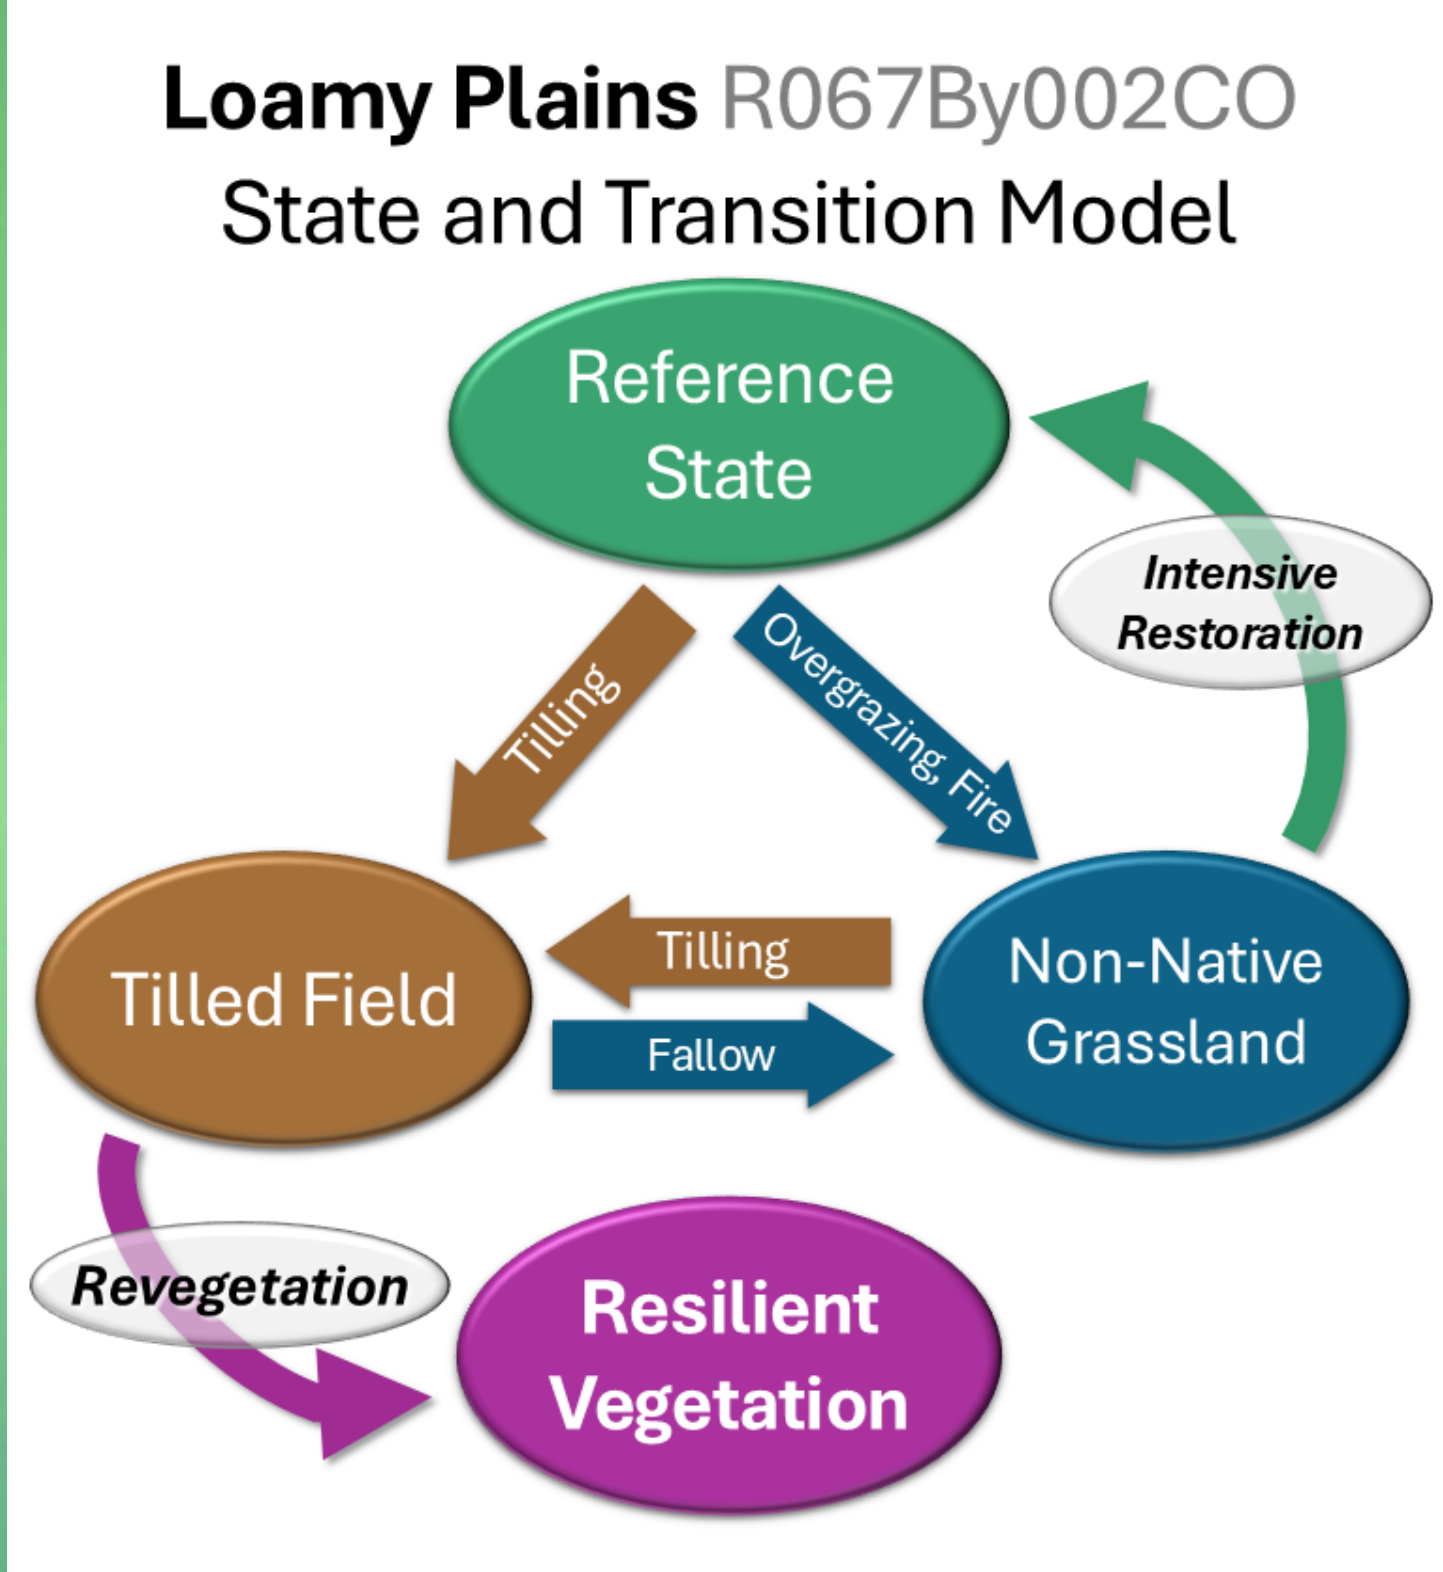 Loamy Plains R067By002CO
State and Transition Model
Reference
State
Intensive
Restoration
Tilling
Overgrazing, Fire
Tilled Field
Tilling
Fallow
Non-Native
Grassland
Revegetation
Resilient
Vegetation